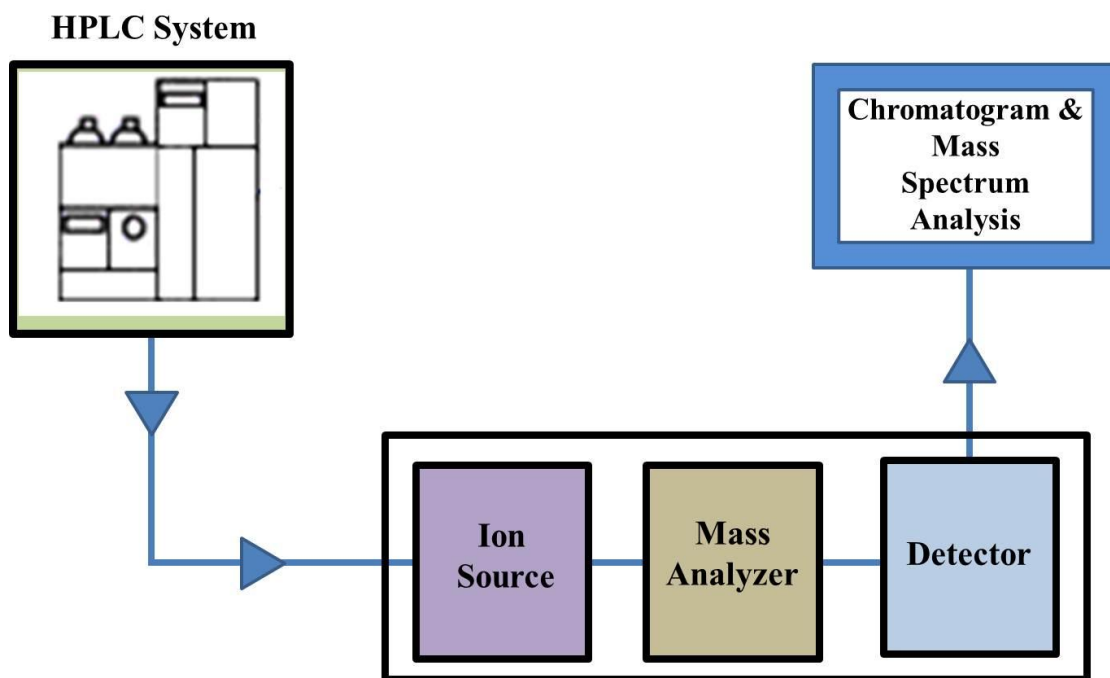 HPLC System
Chromatogram &
Mass
Spectrum
Analysis
Ion
Source
Mass
Analyzer
Detector